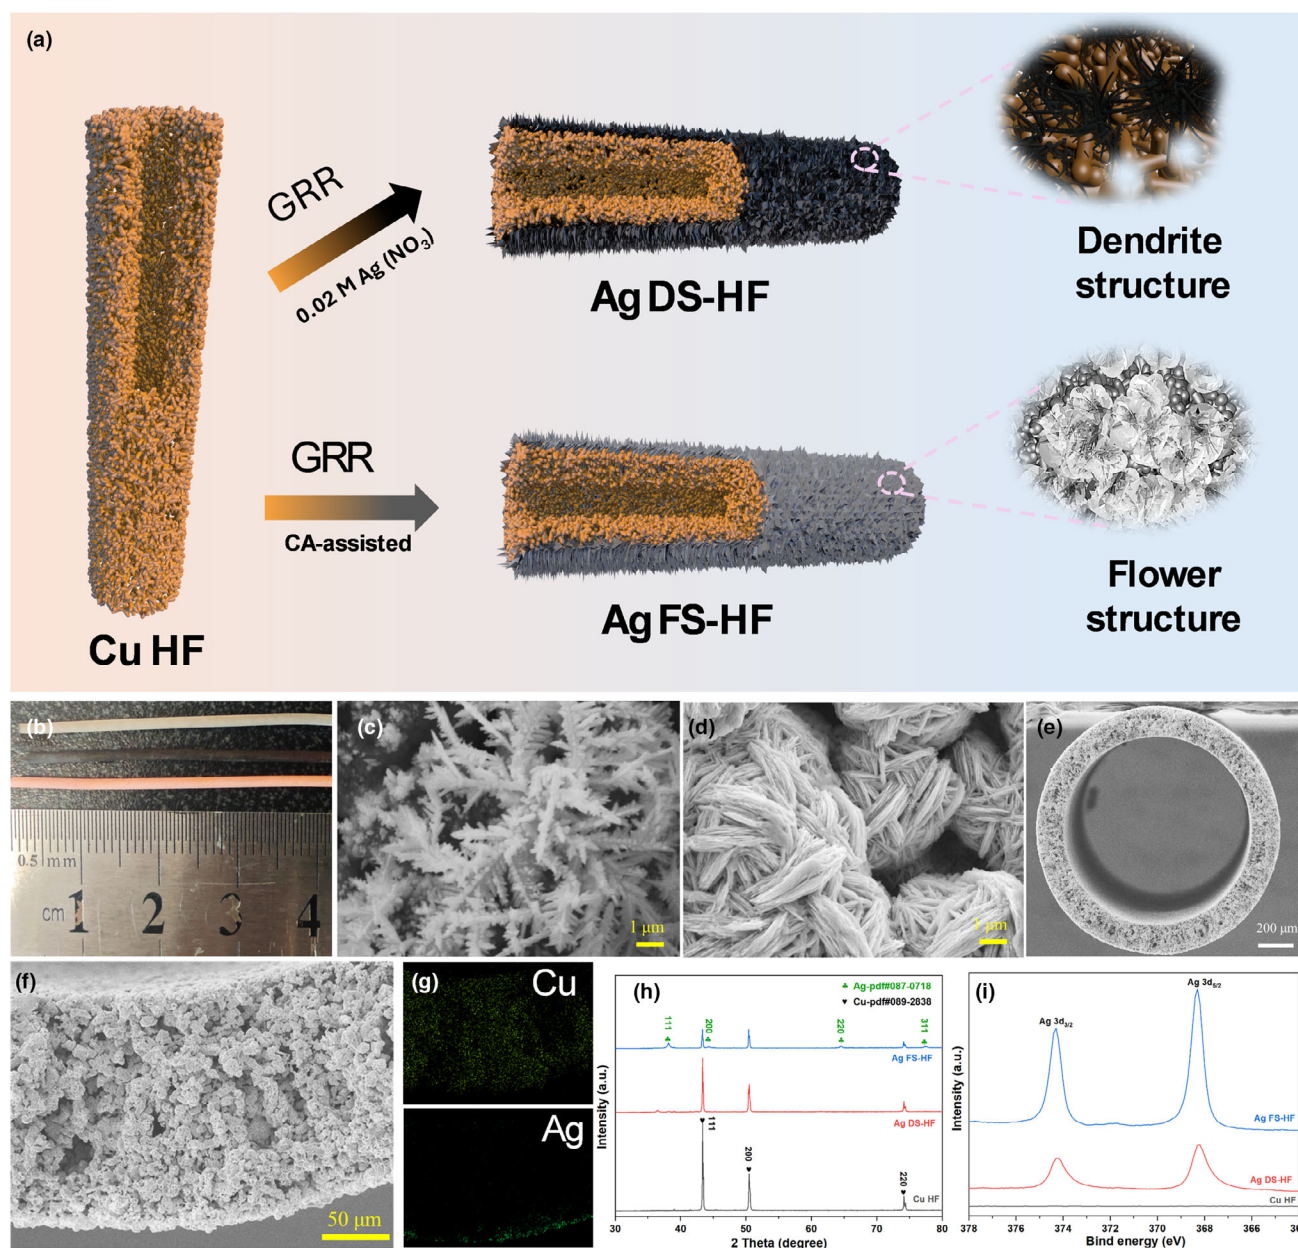 (a)
GRR
0.02 M Ag (NO3)
Ag DS-HF
Dendrite
structure
GRR
CA-assisted
Ag FS-HF
Flower
structure
Cu HF
(b)
0.5 mm
cm 1 2 3 4
(c)
1 μm
(d)
1 μm
(e)
200 μm
(f)
50 μm
(g)
Cu
Ag
(h)
♣ Ag-pdf#087-0718
♥ Cu-pdf#089-2838
111
200
220
311
Ag FS-HF
Ag DS-HF
111
200
220
Cu HF
Intensity (a.u.)
30 40 50 60 70 80
2 Theta (degree)
(i)
Ag 3d5/2
Ag 3d3/2
Ag FS-HF
Ag DS-HF
Cu HF
Intensity (a.u.)
378 376 374 372 370 368 366
Bind energy (eV)